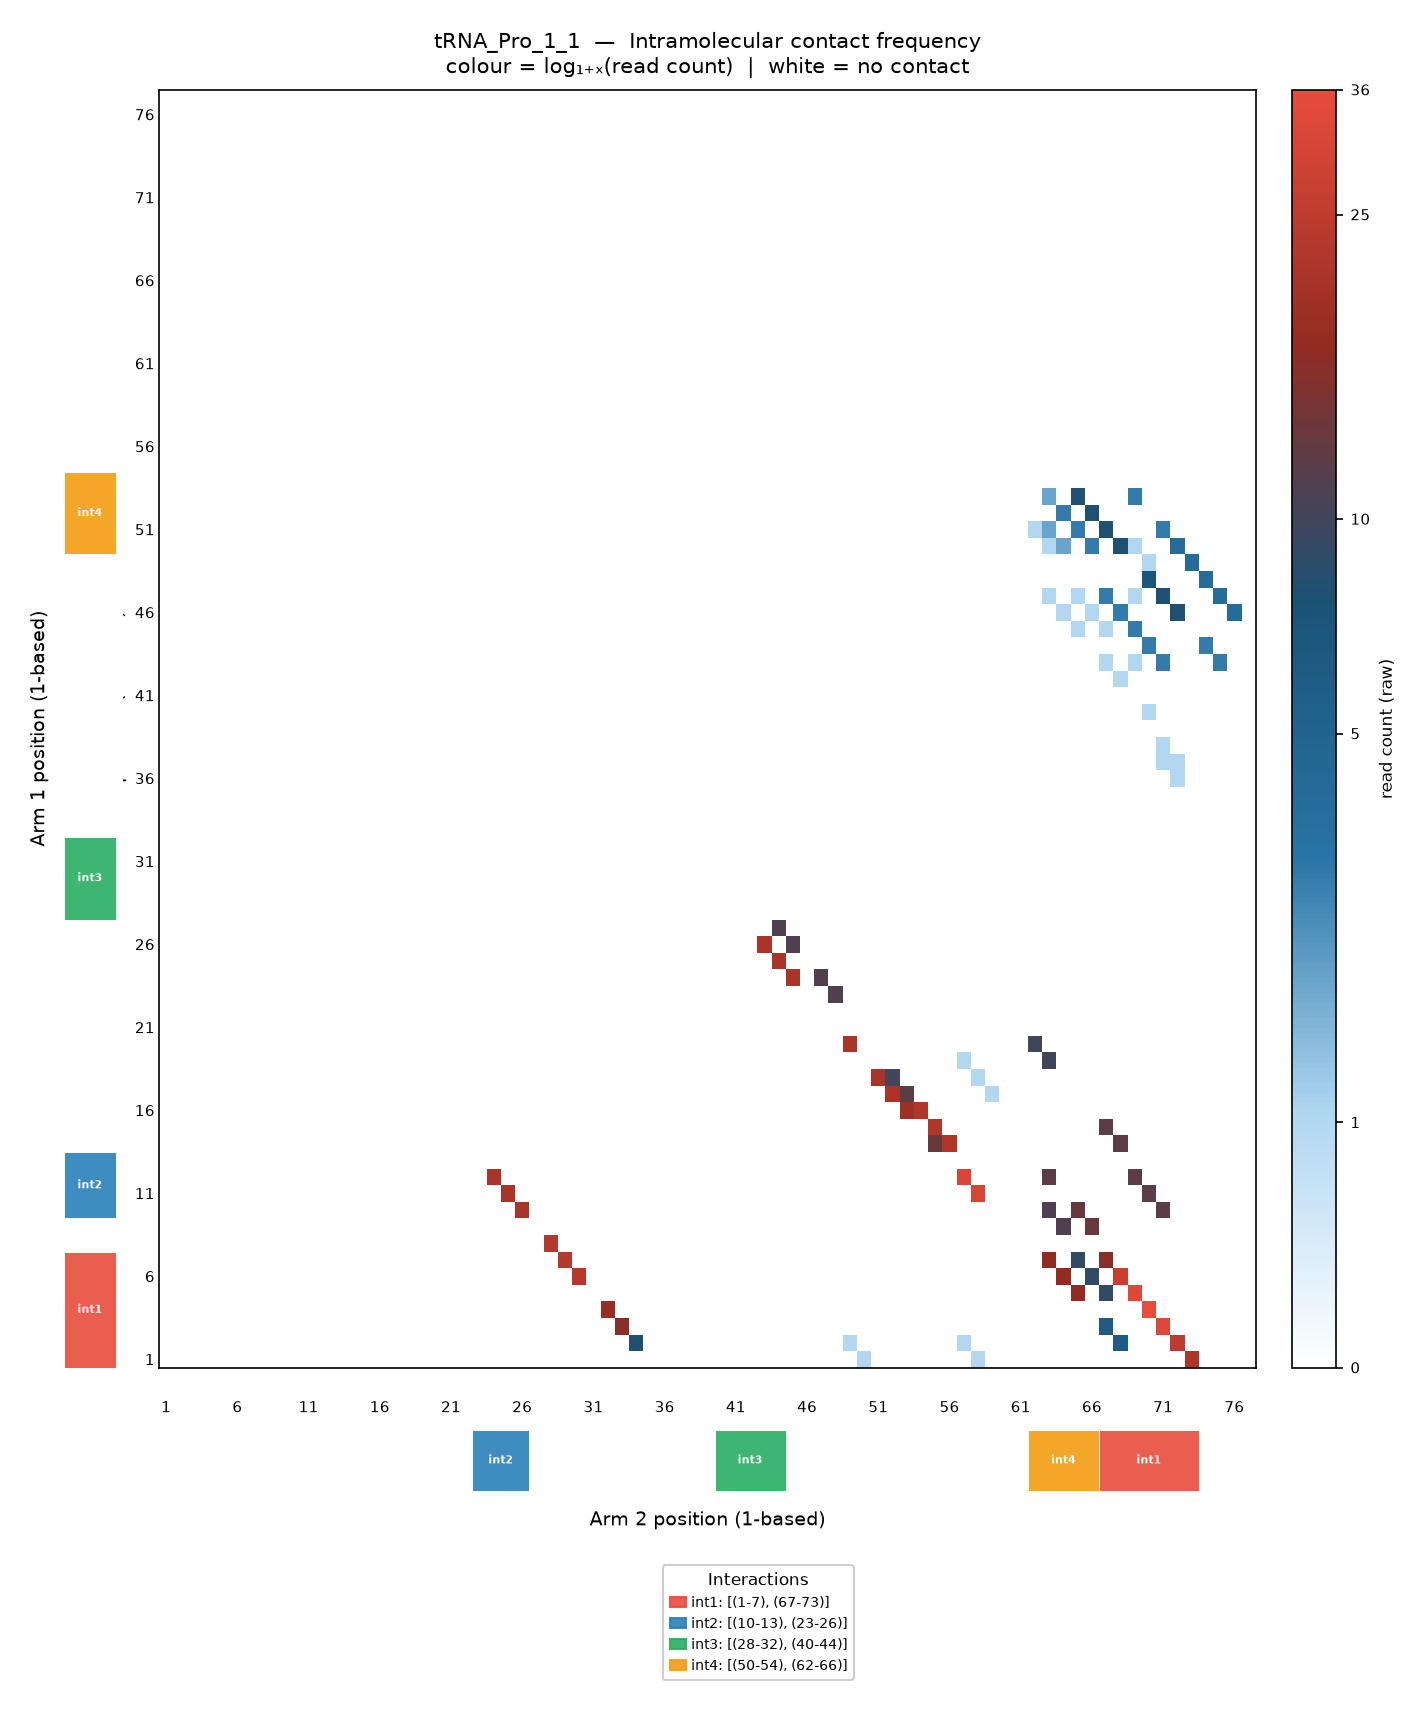 tRNA_Pro_1_1 — Intramolecular contact frequency
colour = log₁₊ₓ(read count) | white = no contact
76
71
66
61
56
51
46
41
36
31
26
21
16
11
6
1
Arm 1 position (1-based)
int4
int3
int2
int1
1 6 11 16 21 26 31 36 41 46 51 56 61 66 71 76
int2 int3 int4 int1
Arm 2 position (1-based)
36
25
10
5
1
0
read count (raw)
Interactions
int1: [(1-7), (67-73)]
int2: [(10-13), (23-26)]
int3: [(28-32), (40-44)]
int4: [(50-54), (62-66)]